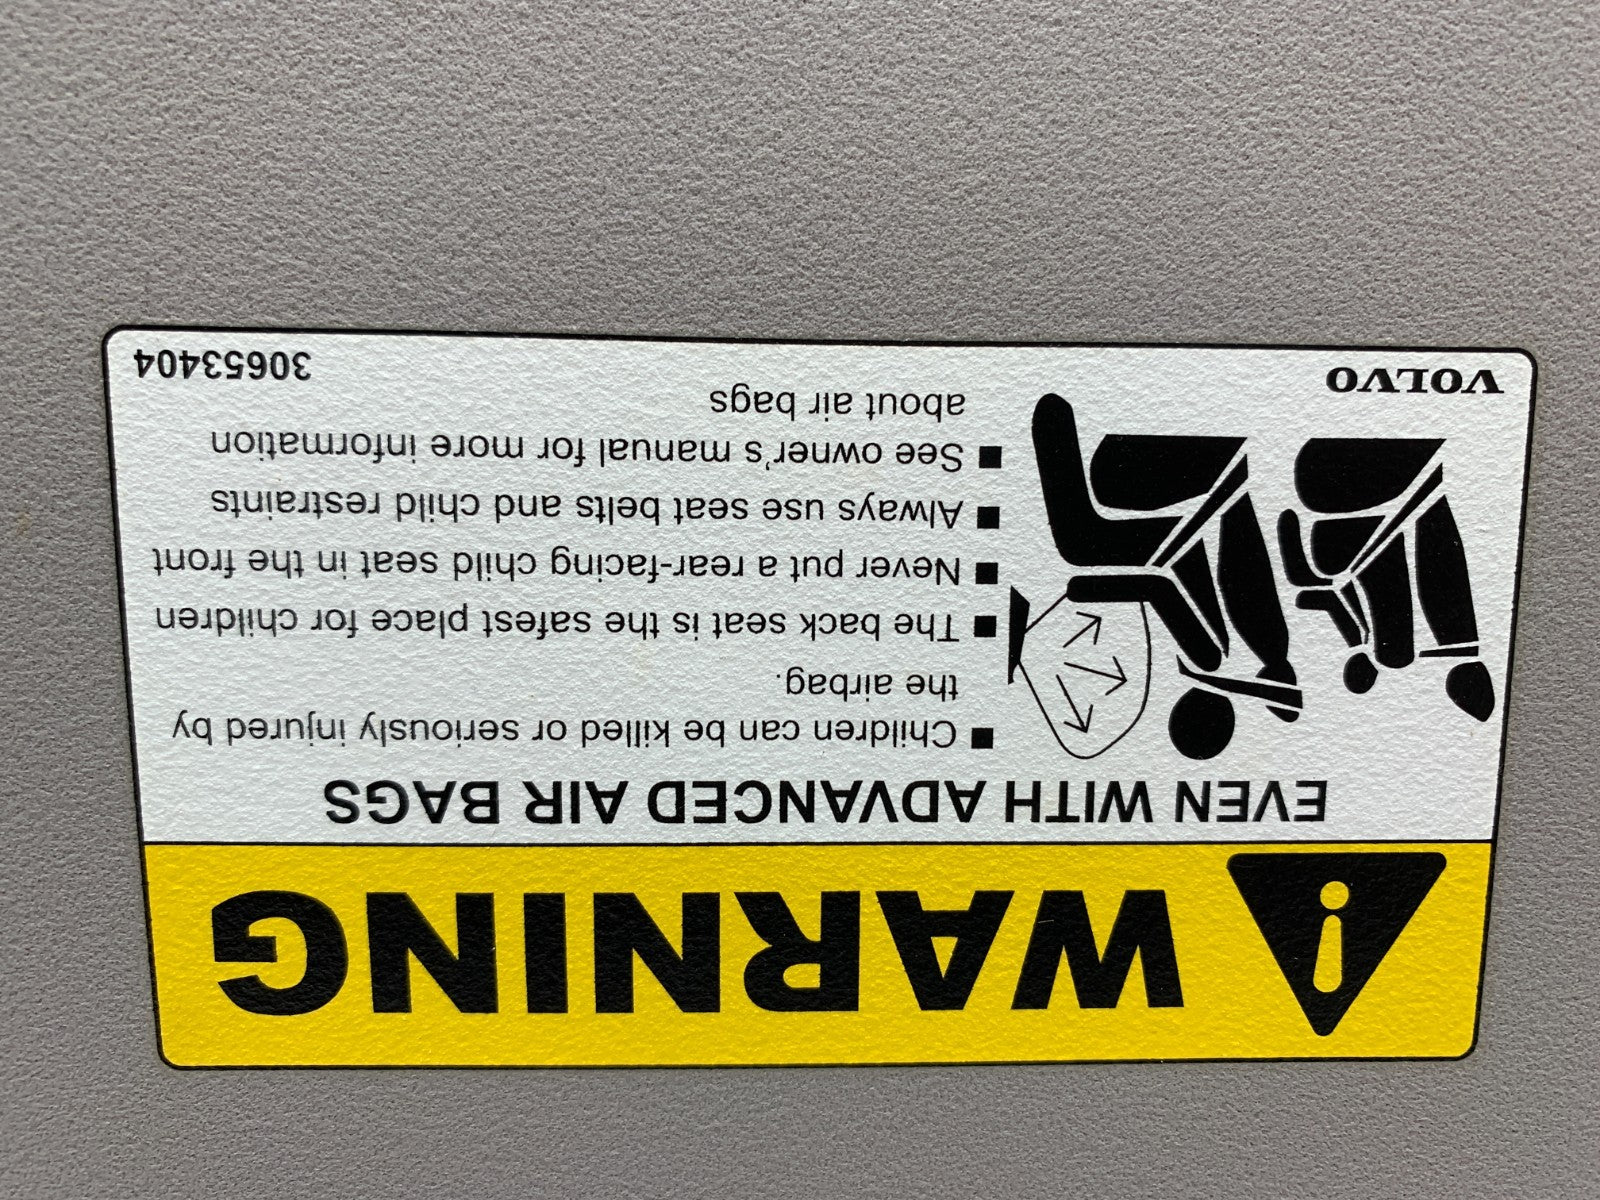 WARNING
EVEN WITH ADVANCED AIR BAGS
■ Children can be killed or seriously injured by
the airbag.
■ The back seat is the safest place for children
■ Never put a rear-facing child seat in the front
■ Always use seat belts and child restraints
■ See owner's manual for more information
about air bags
VOLVO
30653404